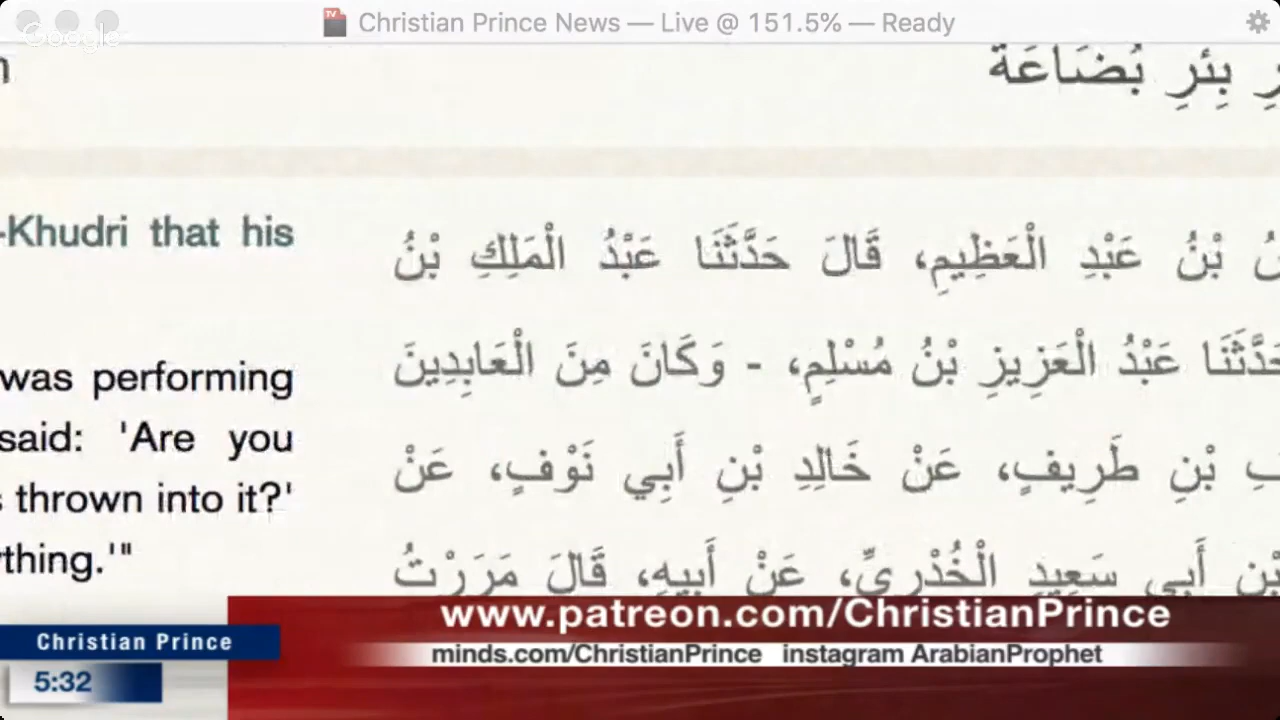 Christian Prince News — Live @ 151.5% — Ready
Google
بِئْرِ بُضَاعَةَ
-Khudri that his
was performing
said: 'Are you
thrown into it?'
thing.'"
بْنُ عَبْدِ الْعَظِيمِ، قَالَ حَدَّثَنَا عَبْدُ الْمَلِكِ بْنُ
حَدَّثَنَا عَبْدُ الْعَزِيزِ بْنُ مُسْلِمٍ، - وَكَانَ مِنَ الْعَابِدِينَ
بْنِ طَرِيفٍ، عَنْ خَالِدِ بْنِ أَبِي نَوْفٍ، عَنْ
بْنِ أَبِي سَعِيدٍ الْخُدْرِيِّ، عَنْ أَبِيهِ، قَالَ مَرَرْتُ
www.patreon.com/ChristianPrince
Christian Prince
minds.com/ChristianPrince instagram ArabianProphet
5:32